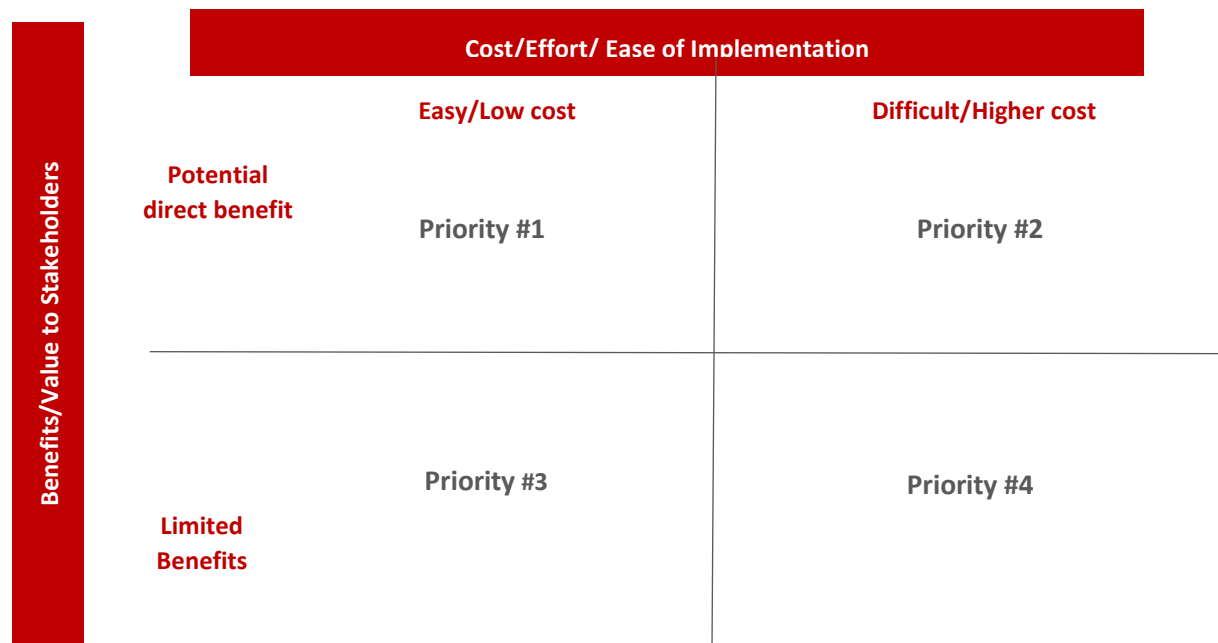 Cost/Effort/ Ease of Implementation
Easy/Low cost
Difficult/Higher cost
Benefits/Value to Stakeholders
Potential
direct benefit
Priority #1
Priority #2
Priority #3
Priority #4
Limited
Benefits